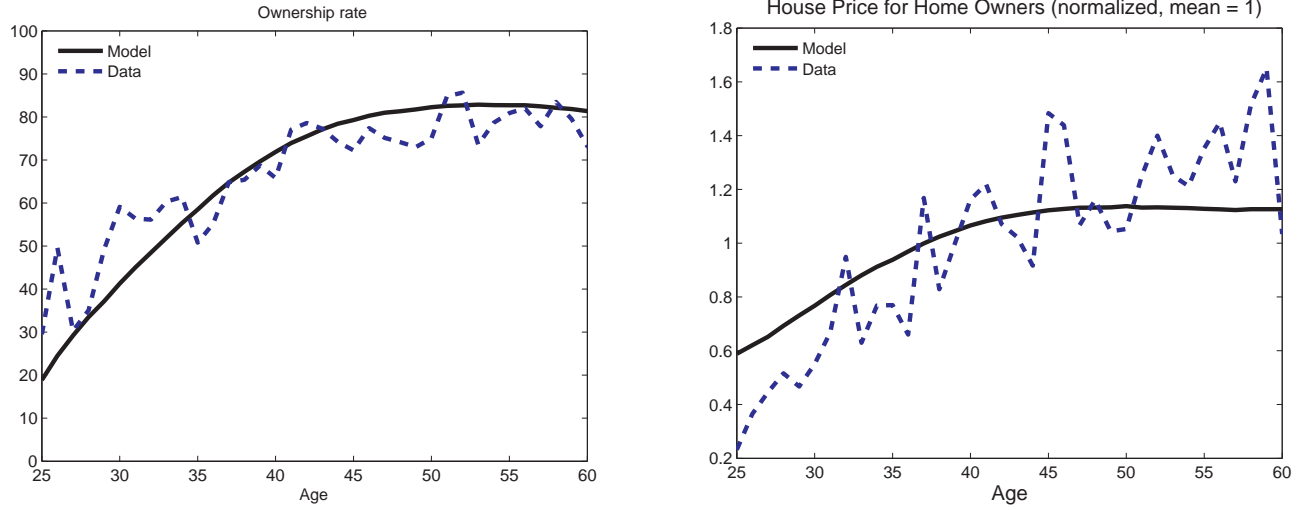 Ownership rate
100
90
80
70
60
50
40
30
20
10
0
Model
Data
25 30 35 40 45 50 55 60
Age
House Price for Home Owners (normalized, mean = 1)
1.8
1.6
1.4
1.2
1
0.8
0.6
0.4
0.2
Model
Data
25 30 35 40 45 50 55 60
Age